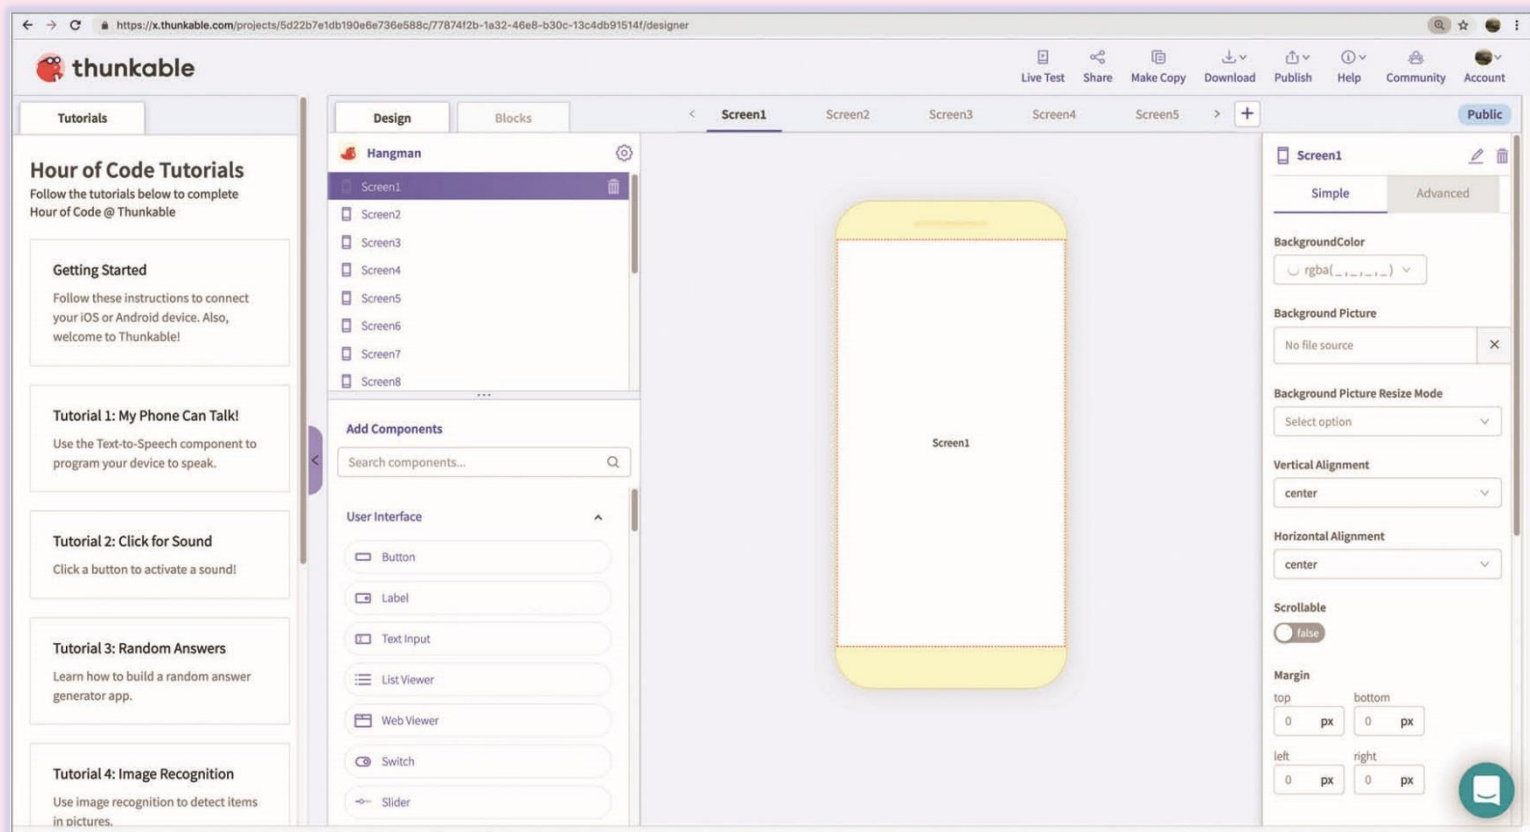 https://x.thunkable.com/projects/5d22b7e1db190e6e736e588c/77874f2b-1a32-46e8-b30c-13c4db91514f/designer
thunkable
Live Test
Share
Make Copy
Download
Publish
Help
Community
Account
Tutorials
Hour of Code Tutorials
Follow the tutorials below to complete
Hour of Code @ Thunkable
Getting Started
Follow these instructions to connect
your iOS or Android device. Also,
welcome to Thunkable!
Tutorial 1: My Phone Can Talk!
Use the Text-to-Speech component to
program your device to speak.
Tutorial 2: Click for Sound
Click a button to activate a sound!
Tutorial 3: Random Answers
Learn how to build a random answer
generator app.
Tutorial 4: Image Recognition
Use image recognition to detect items
in pictures.
Design
Blocks
Hangman
Screen1
Screen2
Screen3
Screen4
Screen5
Screen6
Screen7
Screen8
Add Components
Search components...
User Interface
Button
Label
Text Input
List Viewer
Web Viewer
Switch
Slider
Screen1
Screen2
Screen3
Screen4
Screen5
Screen1
Public
Screen1
Simple
Advanced
BackgroundColor
rgba(_,_,_,_)
Background Picture
No file source
Background Picture Resize Mode
Select option
Vertical Alignment
center
Horizontal Alignment
center
Scrollable
false
Margin
top bottom
0 px 0 px
left right
0 px 0 px